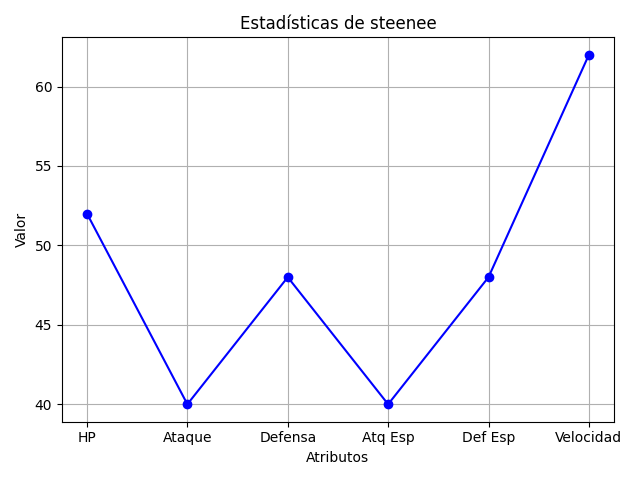 Estadísticas de steenee
Valor
60
55
50
45
40
HP Ataque Defensa Atq Esp Def Esp Velocidad
Atributos